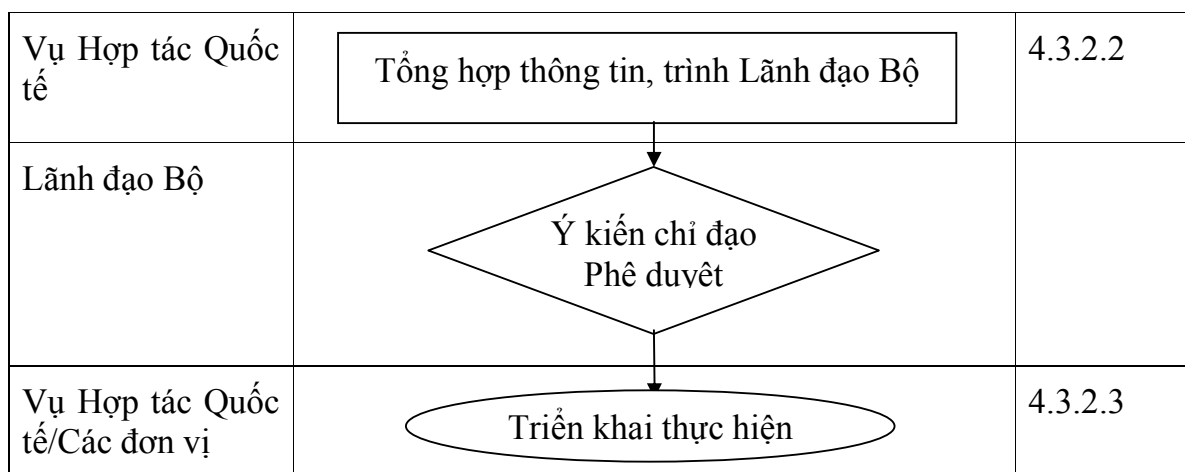 Vụ Hợp tác Quốc
tế
Tổng hợp thông tin, trình Lãnh đạo Bộ
4.3.2.2
Lãnh đạo Bộ
Ý kiến chỉ đạo
Phê duyêt
Vụ Hợp tác Quốc
tế/Các đơn vị
Triển khai thực hiện
4.3.2.3